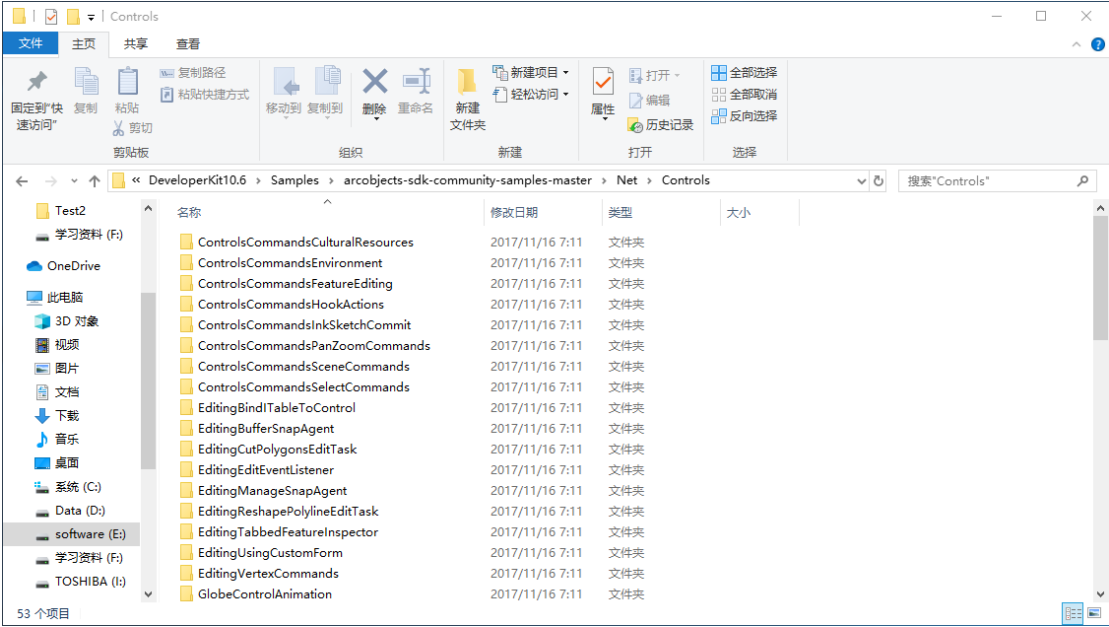 Controls
文件 主页 共享 查看
固定到"快速访问" 复制 粘贴 复制路径 粘贴快捷方式 剪切 移动到 复制到 删除 重命名 新建文件夹 新建项目 轻松访问 属性 打开 编辑 历史记录 全部选择 全部取消 反向选择
剪贴板 组织 新建 打开 选择
« DeveloperKit10.6 › Samples › arcobjects-sdk-community-samples-master › Net › Controls 搜索"Controls"
Test2
学习资料 (F:)
OneDrive
此电脑
3D 对象
视频
图片
文档
下载
音乐
桌面
系统 (C:)
Data (D:)
software (E:)
学习资料 (F:)
TOSHIBA (I:)
名称 修改日期 类型 大小
ControlsCommandsCulturalResources 2017/11/16 7:11 文件夹
ControlsCommandsEnvironment 2017/11/16 7:11 文件夹
ControlsCommandsFeatureEditing 2017/11/16 7:11 文件夹
ControlsCommandsHookActions 2017/11/16 7:11 文件夹
ControlsCommandsInkSketchCommit 2017/11/16 7:11 文件夹
ControlsCommandsPanZoomCommands 2017/11/16 7:11 文件夹
ControlsCommandsSceneCommands 2017/11/16 7:11 文件夹
ControlsCommandsSelectCommands 2017/11/16 7:11 文件夹
EditingBindITableToControl 2017/11/16 7:11 文件夹
EditingBufferSnapAgent 2017/11/16 7:11 文件夹
EditingCutPolygonsEditTask 2017/11/16 7:11 文件夹
EditingEditEventListener 2017/11/16 7:11 文件夹
EditingManageSnapAgent 2017/11/16 7:11 文件夹
EditingReshapePolylineEditTask 2017/11/16 7:11 文件夹
EditingTabbedFeatureInspector 2017/11/16 7:11 文件夹
EditingUsingCustomForm 2017/11/16 7:11 文件夹
EditingVertexCommands 2017/11/16 7:11 文件夹
GlobeControlAnimation 2017/11/16 7:11 文件夹
53 个项目